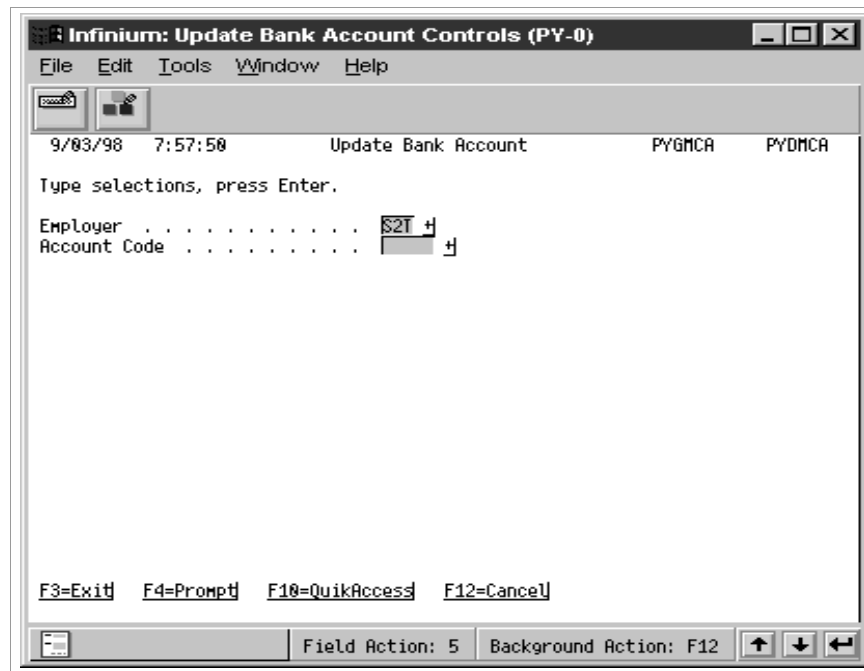 Infinium: Update Bank Account Controls (PY-0)
File Edit Tools Window Help
9/03/98 7:57:50 Update Bank Account PYGMCA PYDMCA
Type selections, press Enter.
Employer . . . . . . . . . . . S2T +
Account Code . . . . . . . . . +
F3=Exit F4=Prompt F10=QuikAccess F12=Cancel
Field Action: 5 Background Action: F12